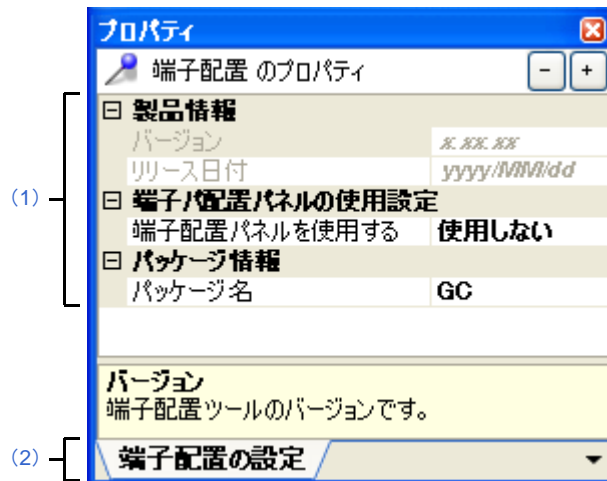 プロパティ
端子配置 のプロパティ
製品情報
バージョン x.xx.xx
リリース日付 yyyy/MM/dd
(1)
端子パ配置パネルの使用設定
端子配置パネルを使用する 使用しない
パッケージ情報
パッケージ名 GC
バージョン
端子配置ツールのバージョンです。
(2)
端子配置の設定